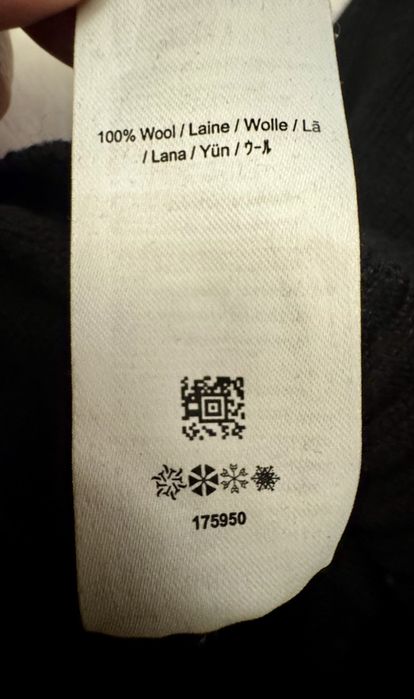 100% Wool / Laine / Wolle / Lã
/ Lana / Yün / ウール
175950